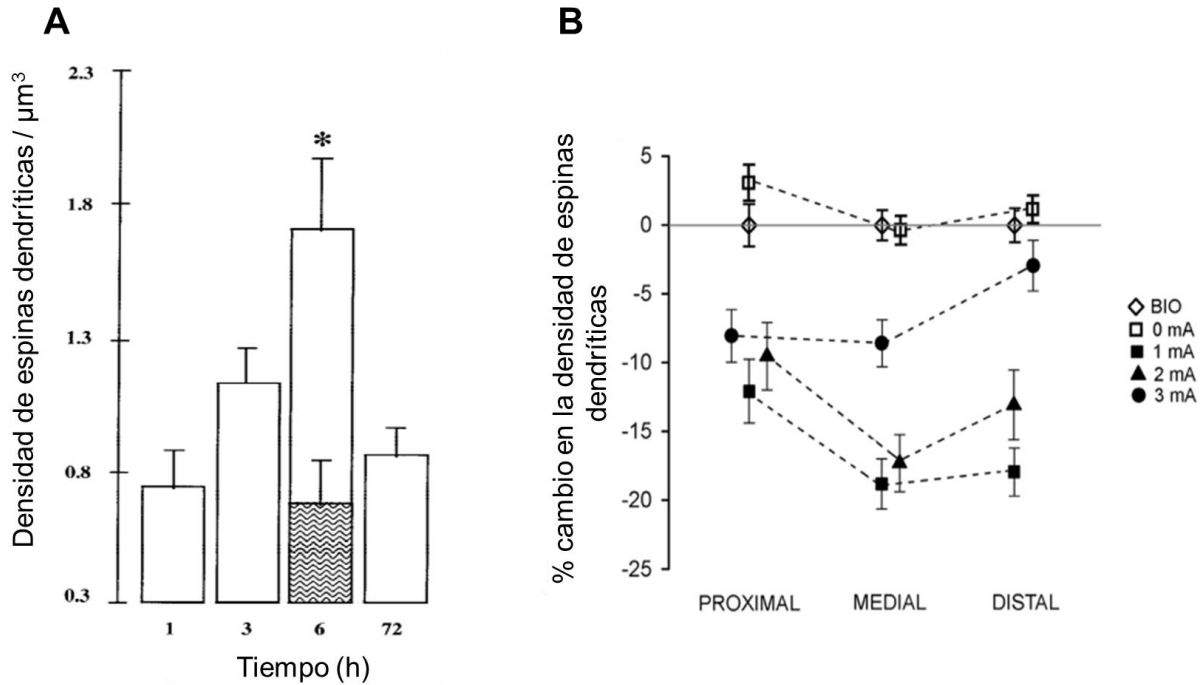 A
Densidad de espinas dendríticas / µm³
2.3
1.8
1.3
0.8
0.3
*
1 3 6 72
Tiempo (h)
B
% cambio en la densidad de espinas
dendríticas
5
0
-5
-10
-15
-20
-25
PROXIMAL MEDIAL DISTAL
BIO
0 mA
1 mA
2 mA
3 mA